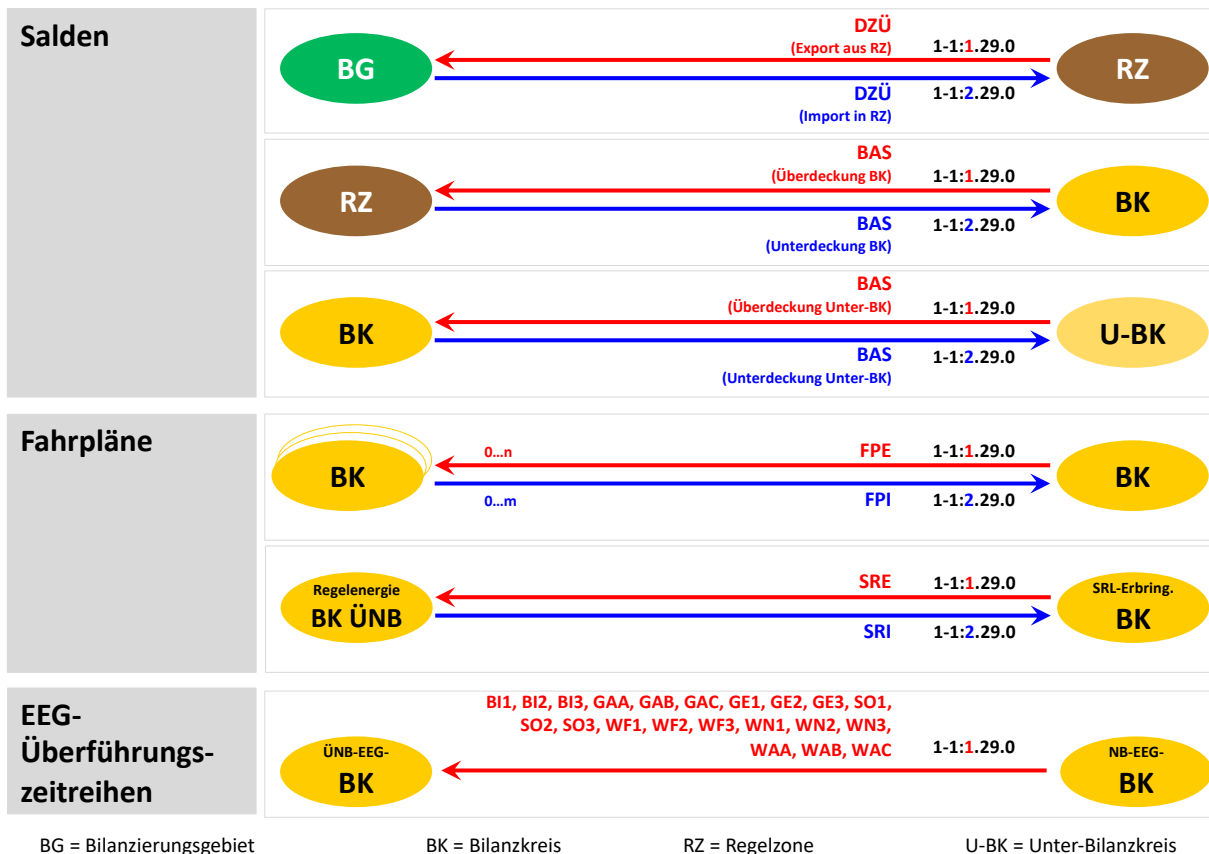 Salden
DZÜ
(Export aus RZ)
1-1:1.29.0
BG
RZ
DZÜ
1-1:2.29.0
(Import in RZ)
BAS
(Überdeckung BK)
1-1:1.29.0
RZ
BK
BAS
1-1:2.29.0
(Unterdeckung BK)
BAS
(Überdeckung Unter-BK)
1-1:1.29.0
BK
U-BK
BAS
1-1:2.29.0
(Unterdeckung Unter-BK)
Fahrpläne
0...n
FPE
1-1:1.29.0
BK
BK
0...m
FPI
1-1:2.29.0
SRE
1-1:1.29.0
Regelenergie
BK ÜNB
SRL-Erbring.
BK
SRI
1-1:2.29.0
EEG-
Überführungs-
zeitreihen
BI1, BI2, BI3, GAA, GAB, GAC, GE1, GE2, GE3, SO1,
SO2, SO3, WF1, WF2, WF3, WN1, WN2, WN3,
WAA, WAB, WAC
1-1:1.29.0
ÜNB-EEG-
BK
NB-EEG-
BK
BG = Bilanzierungsgebiet
BK = Bilanzkreis
RZ = Regelzone
U-BK = Unter-Bilanzkreis